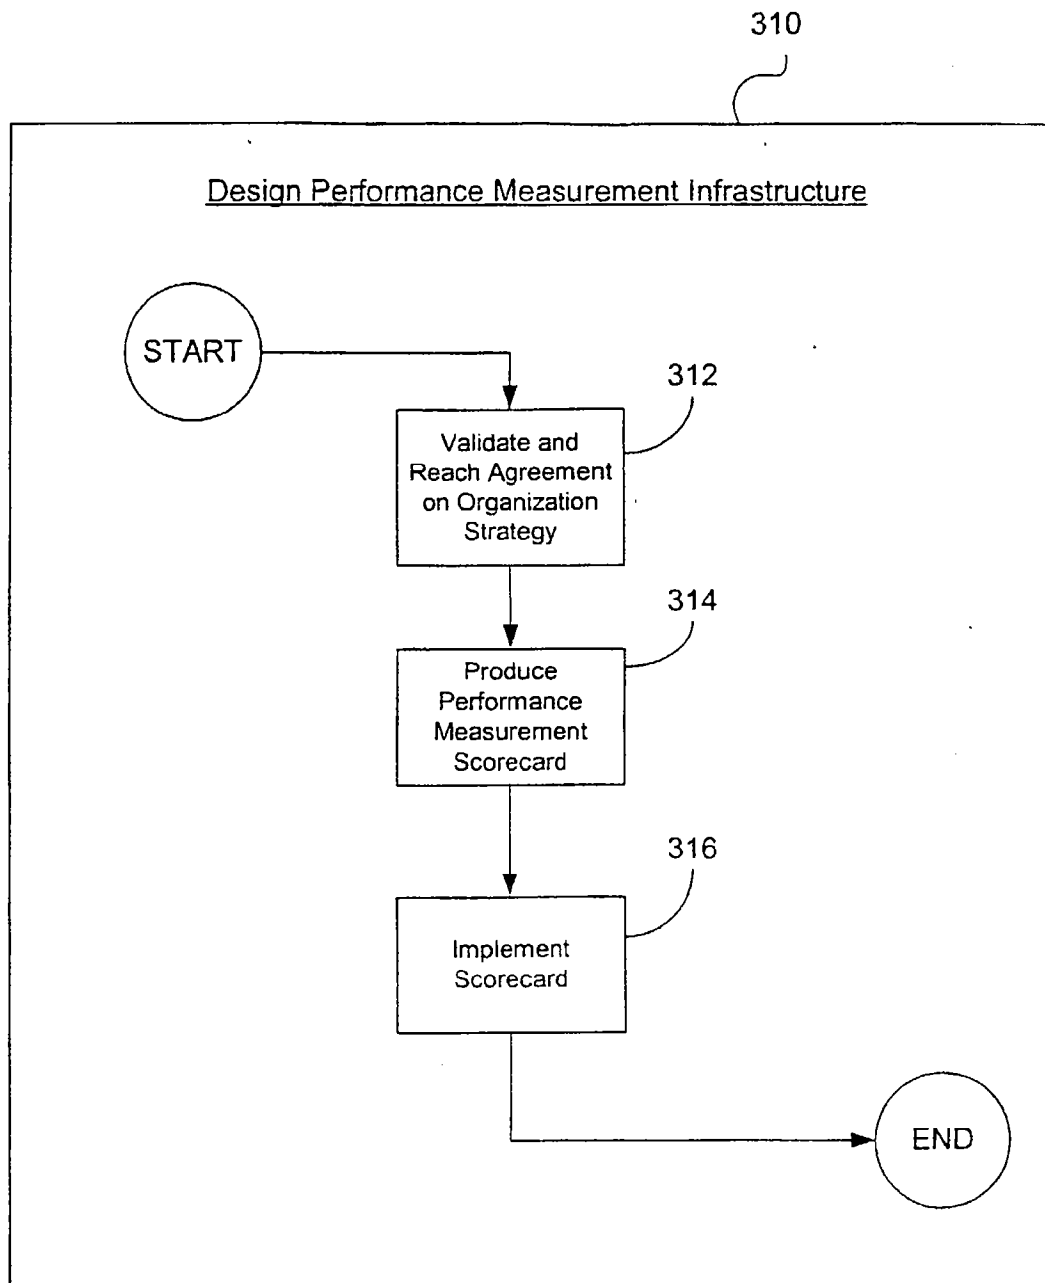 310
Design Performance Measurement Infrastructure
START
312
Validate and
Reach Agreement
on Organization
Strategy
314
Produce
Performance
Measurement
Scorecard
316
Implement
Scorecard
END